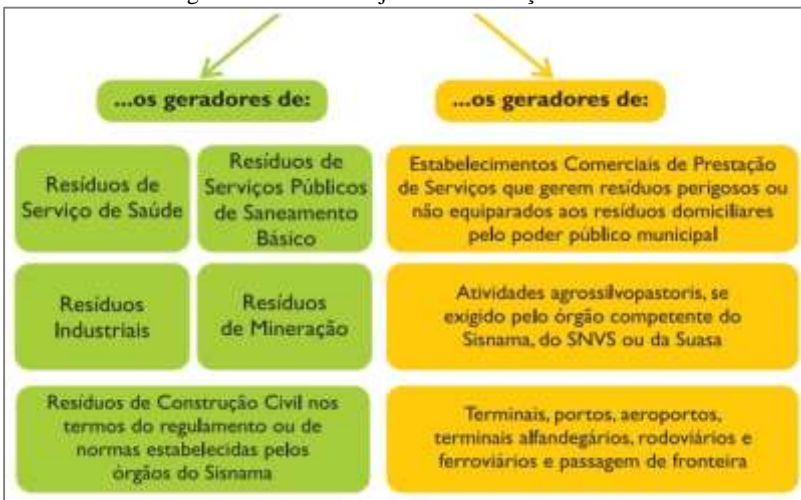 ...os geradores de:
Resíduos de
Serviço de Saúde
Resíduos de
Serviços Públicos
de Saneamento
Básico
Resíduos
Industriais
Resíduos
de Mineração
Resíduos de Construção Civil nos
termos do regulamento ou de
normas estabelecidas pelos
órgãos do Sisnama
...os geradores de:
Estabelecimentos Comerciais de Prestação
de Serviços que gerem resíduos perigosos ou
não equiparados aos resíduos domiciliares
pelo poder público municipal
Atividades agrossilvopastoris, se
exigido pelo órgão competente do
Sisnama, do SNVS ou da Suasa
Terminais, portos, aeroportos,
terminais alfandegários, rodoviários e
ferroviários e passagem de fronteira